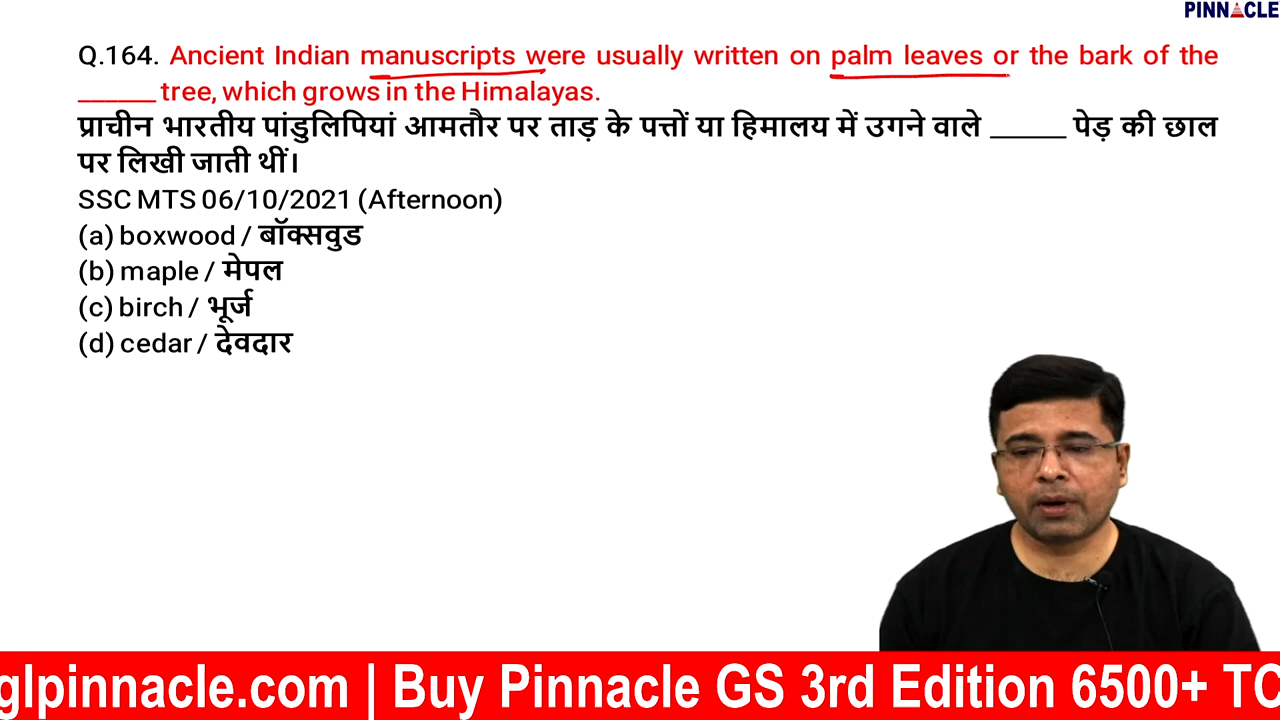 PINNACLE
Q.164. Ancient Indian manuscripts were usually written on palm leaves or the bark of the
______ tree, which grows in the Himalayas.
प्राचीन भारतीय पांडुलिपियां आमतौर पर ताड़ के पत्तों या हिमालय में उगने वाले ______ पेड़ की छाल
पर लिखी जाती थीं।
SSC MTS 06/10/2021 (Afternoon)
(a) boxwood / बॉक्सवुड
(b) maple / मेपल
(c) birch / भूर्ज
(d) cedar / देवदार
glpinnacle.com | Buy Pinnacle GS 3rd Edition 6500+ TC